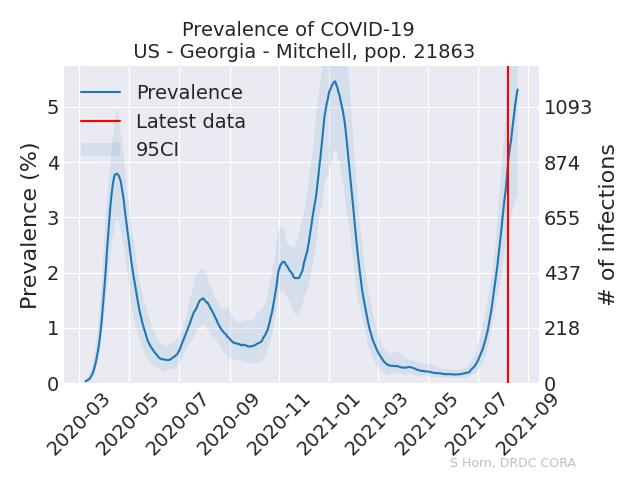 Prevalence of COVID-19
US - Georgia - Mitchell, pop. 21863
Prevalence
Latest data
95CI
Prevalence (%)
5
4
3
2
1
0
1093
874
655
437
218
0
# of infections
2020-03
2020-05
2020-07
2020-09
2020-11
2021-01
2021-03
2021-05
2021-07
2021-09
S Horn, DRDC CORA